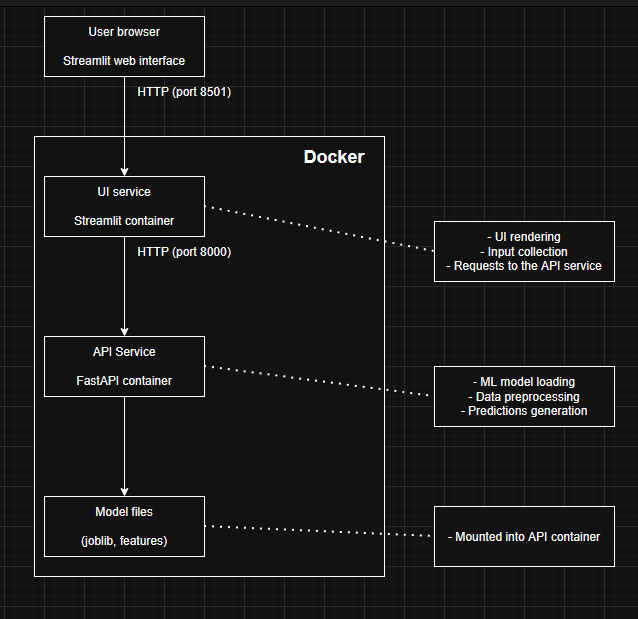 User browser
Streamlit web interface
HTTP (port 8501)
Docker
UI service
Streamlit container
HTTP (port 8000)
- UI rendering
- Input collection
- Requests to the API service
API Service
FastAPI container
- ML model loading
- Data preprocessing
- Predictions generation
Model files
(joblib, features)
- Mounted into API container